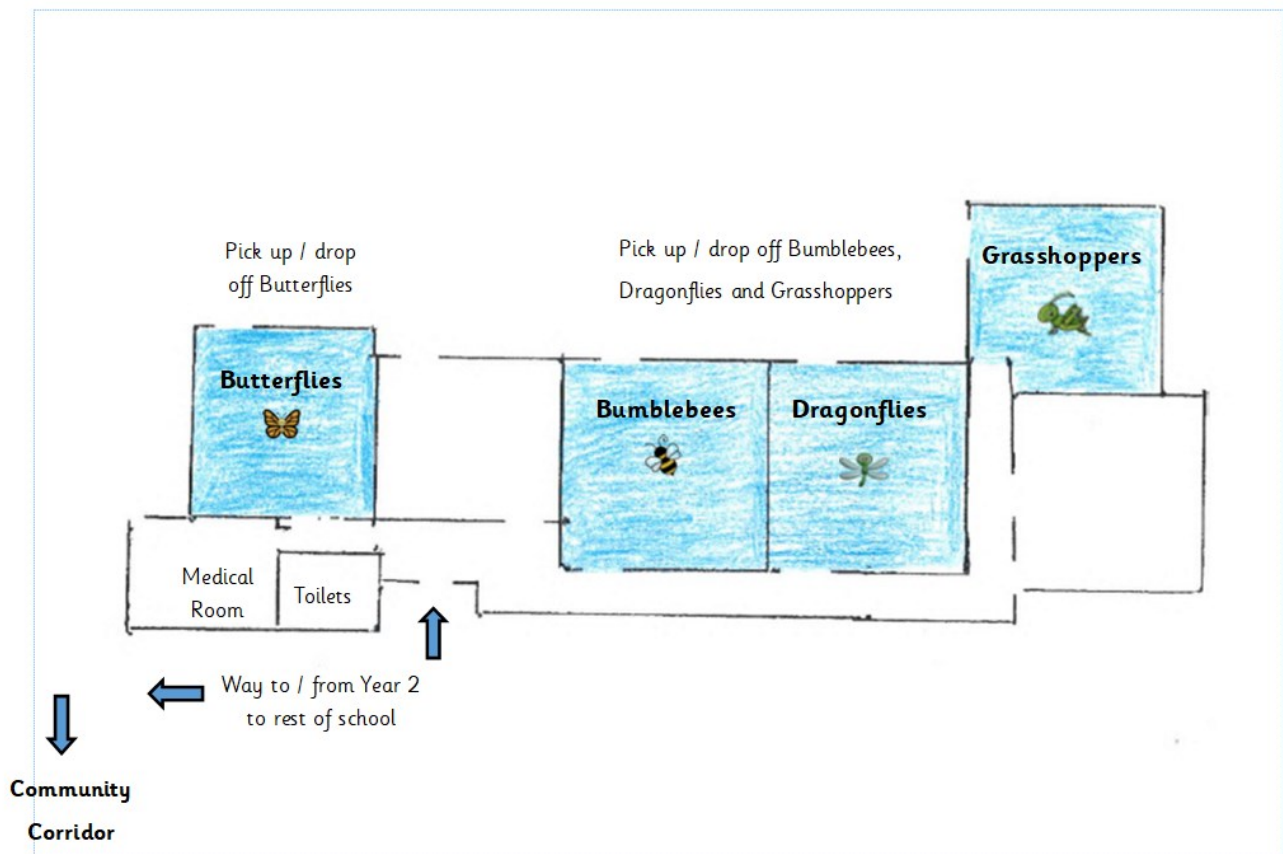 Pick up / drop
off Butterflies
Pick up / drop off Bumblebees,
Dragonflies and Grasshoppers
Grasshoppers
Butterflies
Bumblebees
Dragonflies
Medical
Room
Toilets
Way to / from Year 2
to rest of school
Community
Corridor